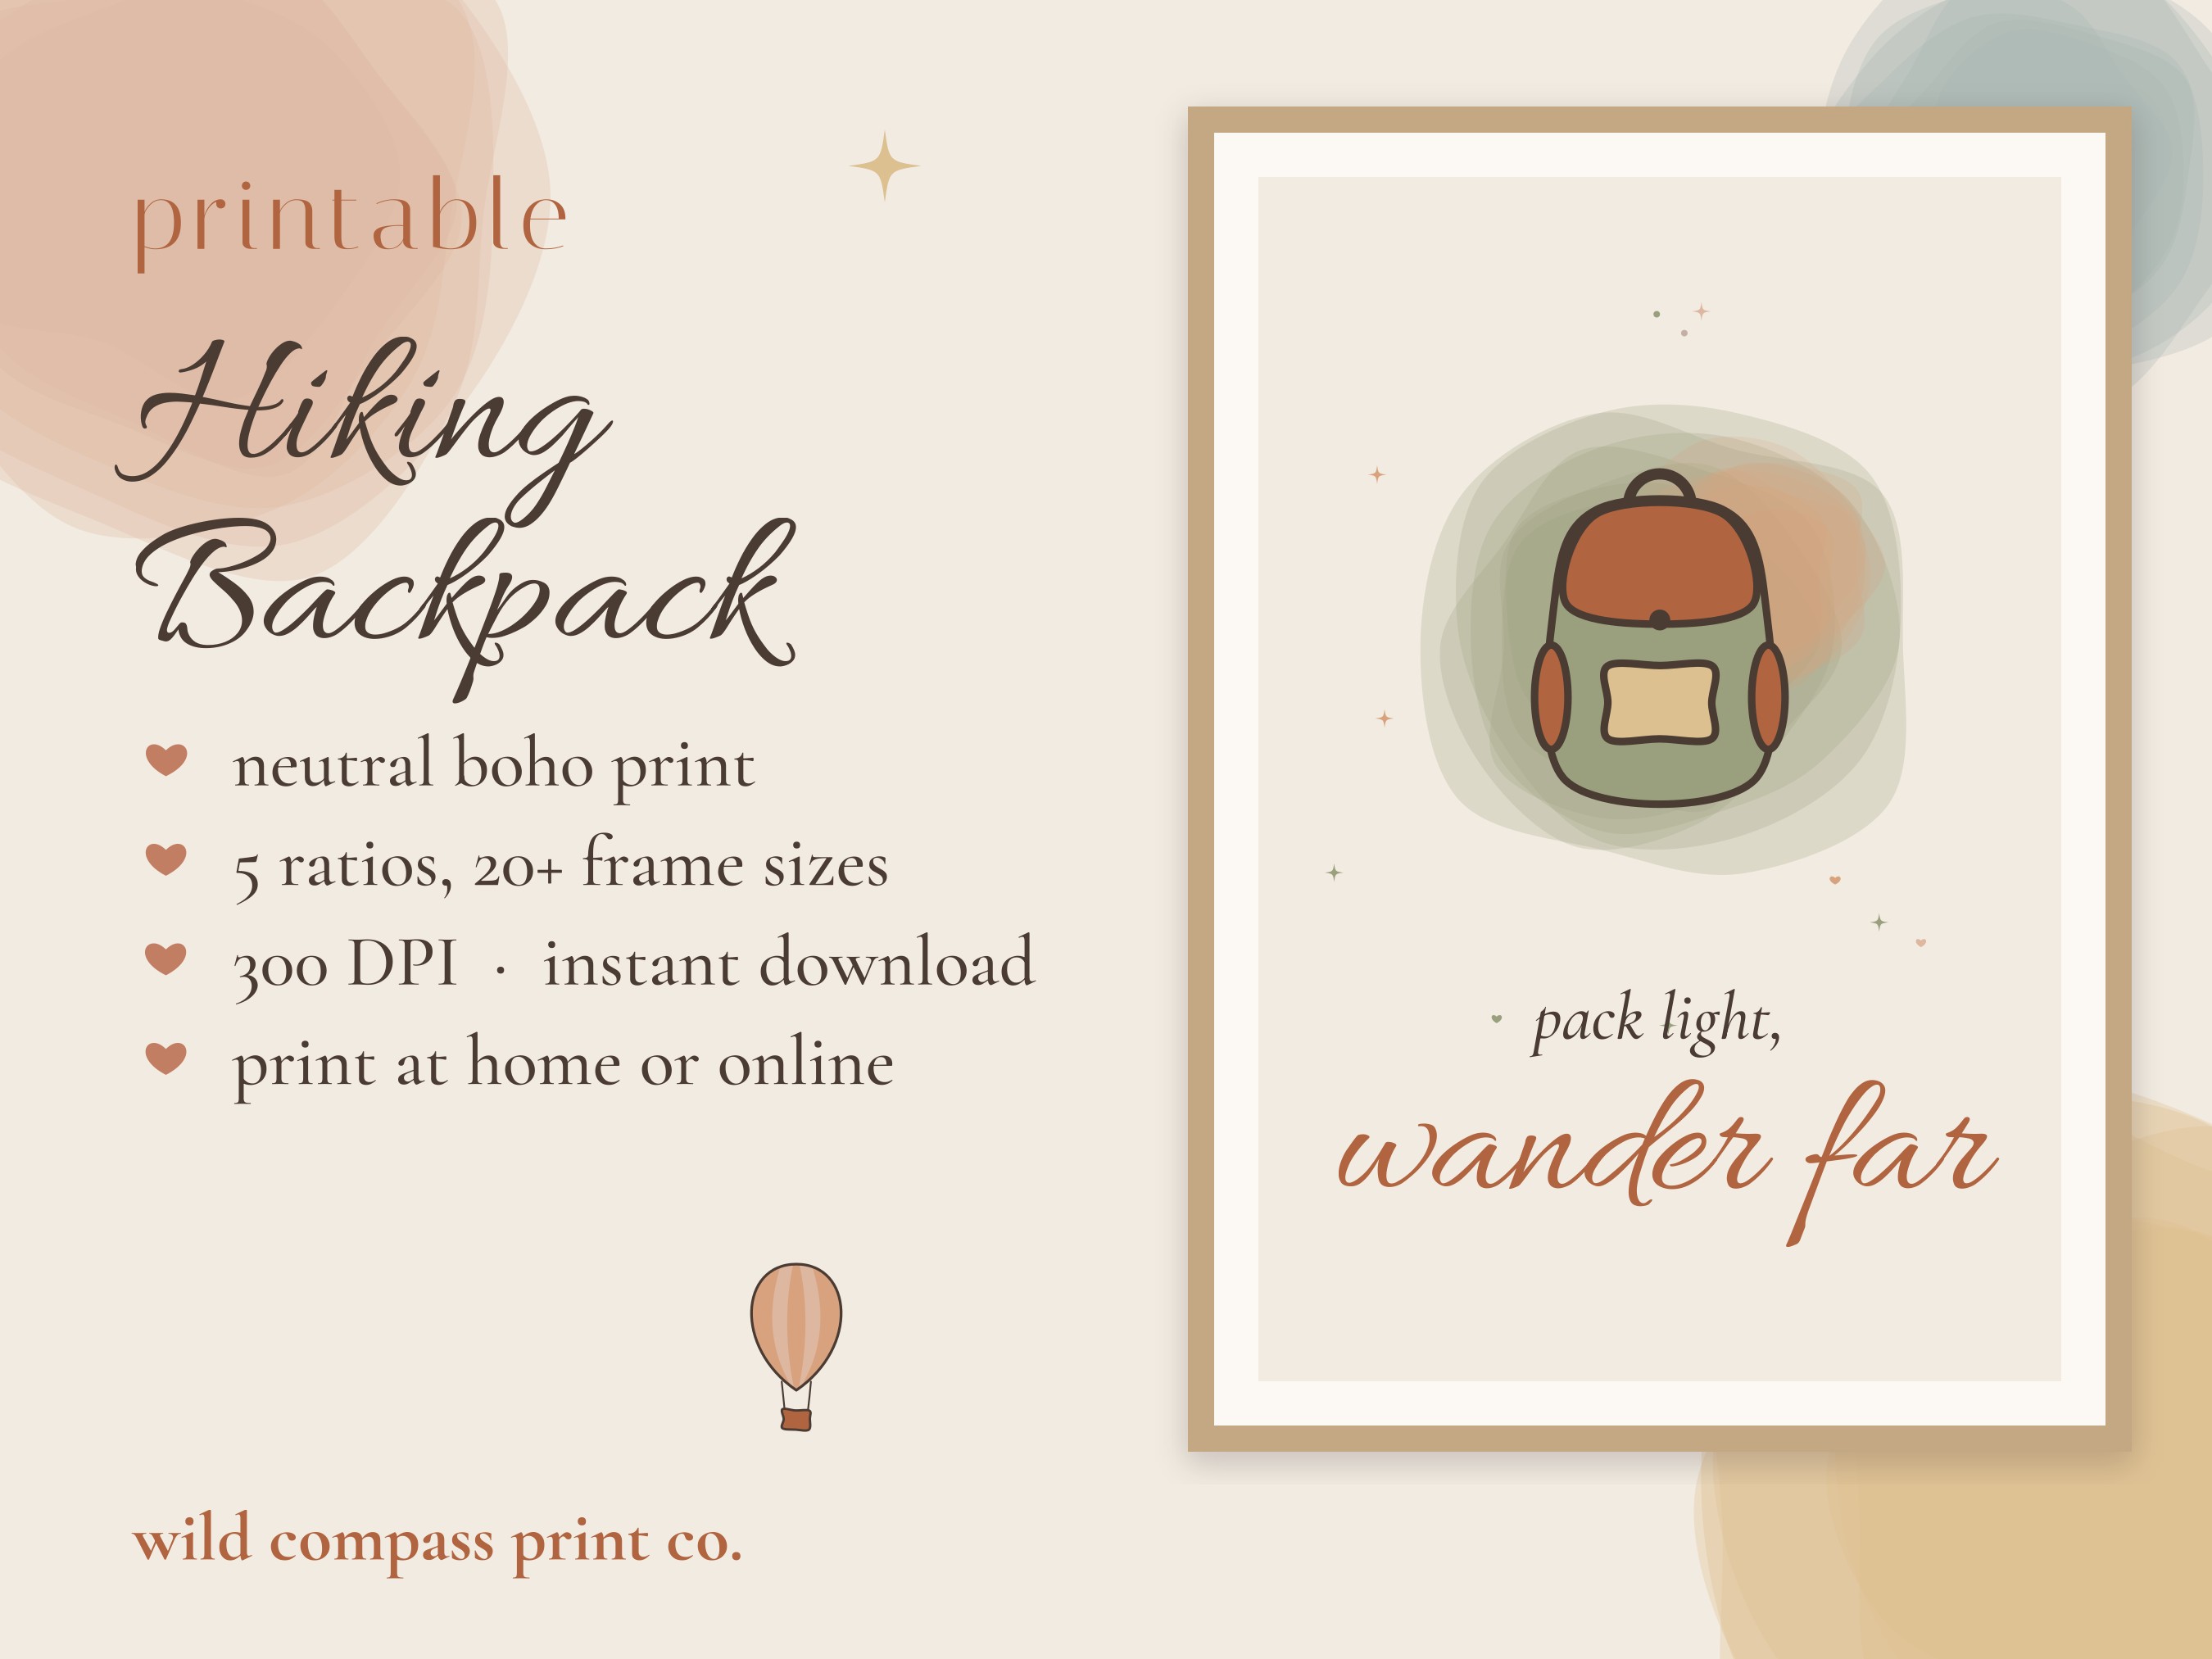 printable
Hiking
Backpack
neutral boho print
5 ratios, 20+ frame sizes
300 DPI · instant download
print at home or online
wild compass print co.
pack light,
wander far